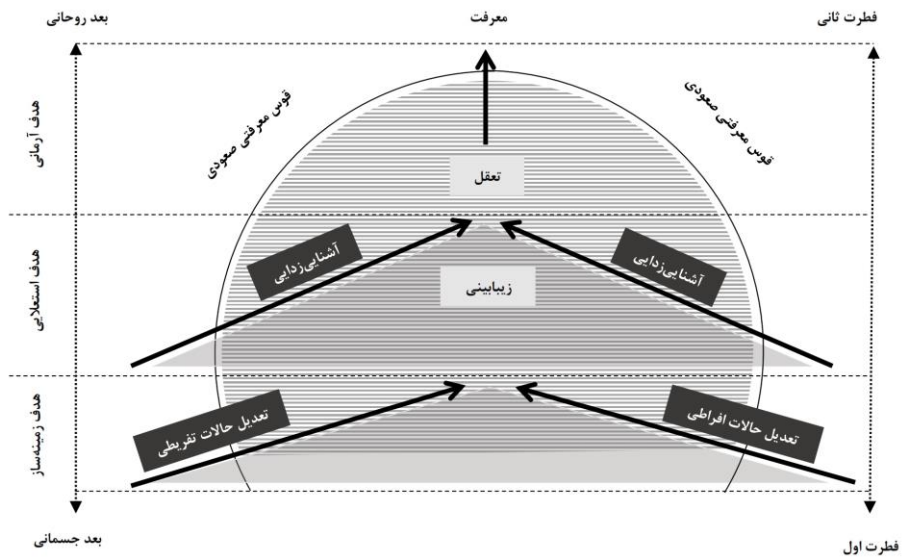 فطرت ثانی
معرفت
بعد روحانی
قوس معرفتی صعودی
قوس معرفتی صعودی
هدف آرمانی
تعقل
آشنایی‌زدایی
آشنایی‌زدایی
هدف استعلایی
زیبابینی
تعدیل حالات افراطی
تعدیل حالات تفریطی
هدف زمینه‌ساز
فطرت اول
بعد جسمانی